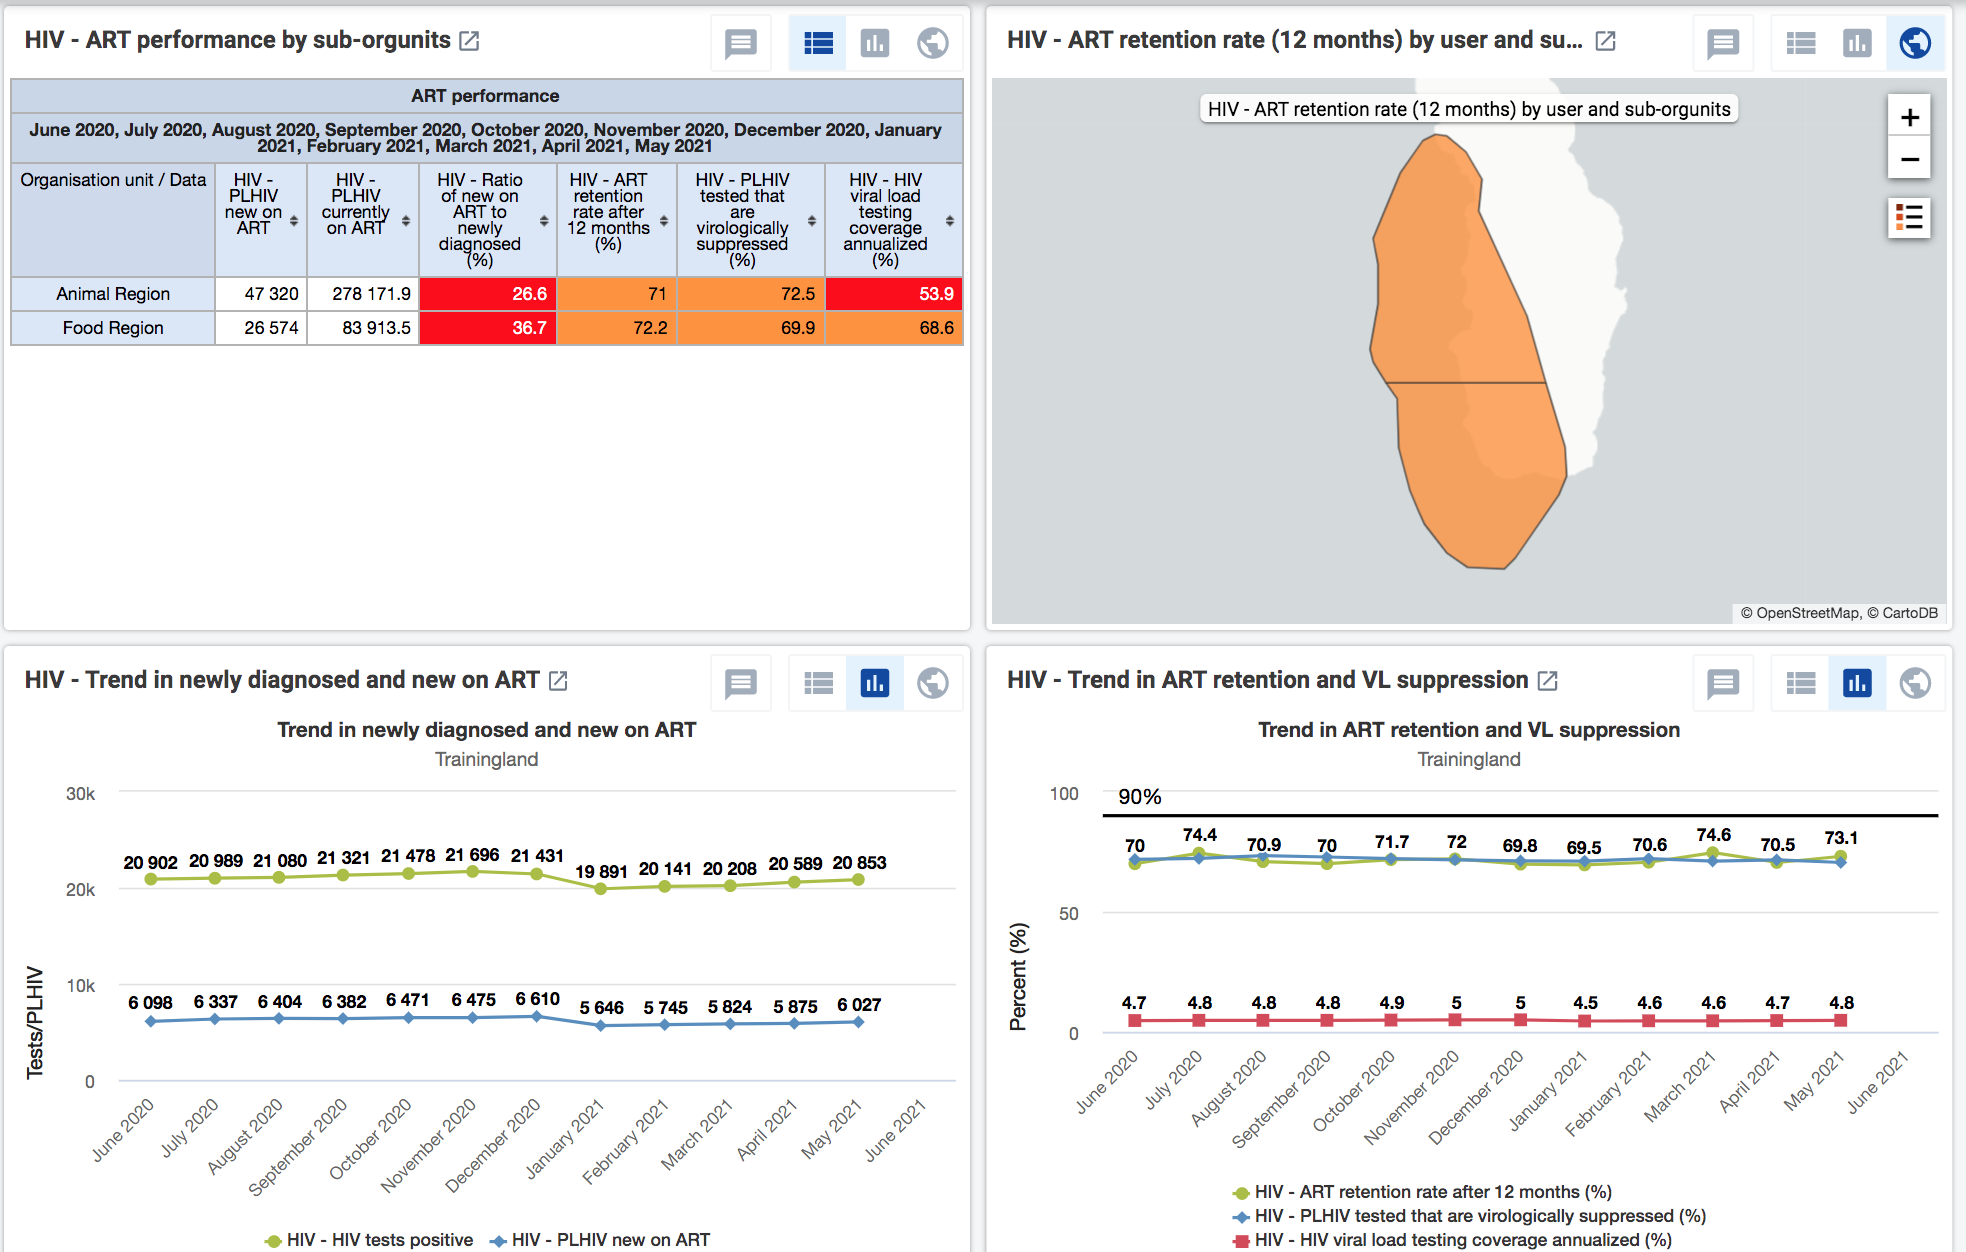 HIV - ART performance by sub-orgunits
ART performance
June 2020, July 2020, August 2020, September 2020, October 2020, November 2020, December 2020, January
2021, February 2021, March 2021, April 2021, May 2021
Organisation unit / Data
HIV -
PLHIV
new on
ART
HIV -
PLHIV
currently
on ART
HIV - Ratio
of new on
ART to
newly
diagnosed
(%)
HIV - ART
retention
rate after
12 months
(%)
HIV - PLHIV
tested that
are
virologically
suppressed
(%)
HIV - HIV
viral load
testing
coverage
annualized
(%)
Animal Region 47 320 278 171.9 26.6 71 72.5 53.9
Food Region 26 574 83 913.5 36.7 72.2 69.9 68.6
HIV - ART retention rate (12 months) by user and su...
HIV - ART retention rate (12 months) by user and sub-orgunits
+
−
© OpenStreetMap, © CartoDB
HIV - Trend in newly diagnosed and new on ART
Trend in newly diagnosed and new on ART
Trainingland
Tests/PLHIV
30k
20k
10k
0
20 902 20 989 21 080 21 321 21 478 21 696 21 431 19 891 20 141 20 208 20 589 20 853
6 098 6 337 6 404 6 382 6 471 6 475 6 610 5 646 5 745 5 824 5 875 6 027
June 2020 July 2020 August 2020 September 2020 October 2020 November 2020 December 2020 January 2021 February 2021 March 2021 April 2021 May 2021 June 2021
HIV - HIV tests positive HIV - PLHIV new on ART
HIV - Trend in ART retention and VL suppression
Trend in ART retention and VL suppression
Trainingland
Percent (%)
100
50
0
90%
70 74.4 70.9 70 71.7 72 69.8 69.5 70.6 74.6 70.5 73.1
4.7 4.8 4.8 4.8 4.9 5 5 4.5 4.6 4.6 4.7 4.8
June 2020 July 2020 August 2020 September 2020 October 2020 November 2020 December 2020 January 2021 February 2021 March 2021 April 2021 May 2021 June 2021
HIV - ART retention rate after 12 months (%)
HIV - PLHIV tested that are virologically suppressed (%)
HIV - HIV viral load testing coverage annualized (%)